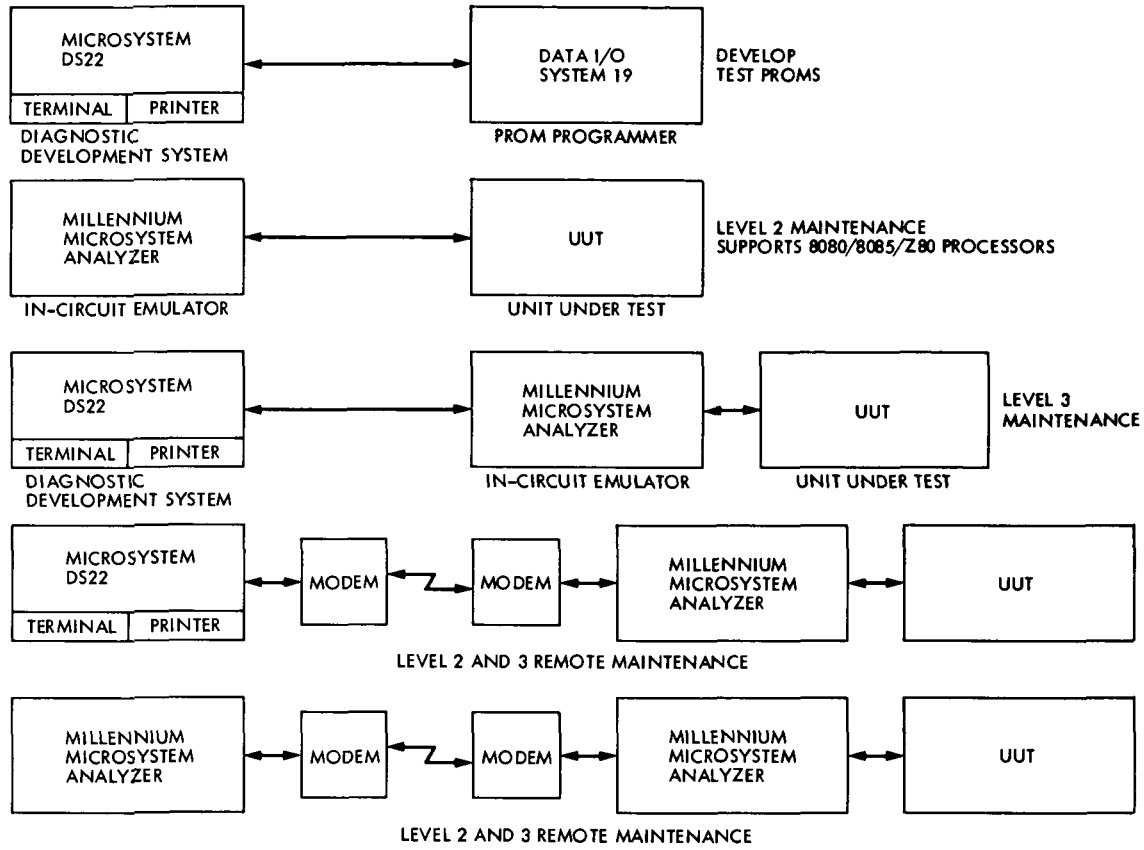 MICROSYSTEM
DS22
TERMINAL PRINTER
DIAGNOSTIC
DEVELOPMENT SYSTEM
DATA I/O
SYSTEM 19
PROM PROGRAMMER
DEVELOP
TEST PROMS
MILLENNIUM
MICROSYSTEM
ANALYZER
IN-CIRCUIT EMULATOR
UUT
UNIT UNDER TEST
LEVEL 2 MAINTENANCE
SUPPORTS 8080/8085/Z80 PROCESSORS
MICROSYSTEM
DS22
TERMINAL PRINTER
DIAGNOSTIC
DEVELOPMENT SYSTEM
MILLENNIUM
MICROSYSTEM
ANALYZER
IN-CIRCUIT EMULATOR
UUT
UNIT UNDER TEST
LEVEL 3
MAINTENANCE
MICROSYSTEM
DS22
TERMINAL PRINTER
MODEM
MODEM
MILLENNIUM
MICROSYSTEM
ANALYZER
UUT
LEVEL 2 AND 3 REMOTE MAINTENANCE
MILLENNIUM
MICROSYSTEM
ANALYZER
MODEM
MODEM
MILLENNIUM
MICROSYSTEM
ANALYZER
UUT
LEVEL 2 AND 3 REMOTE MAINTENANCE